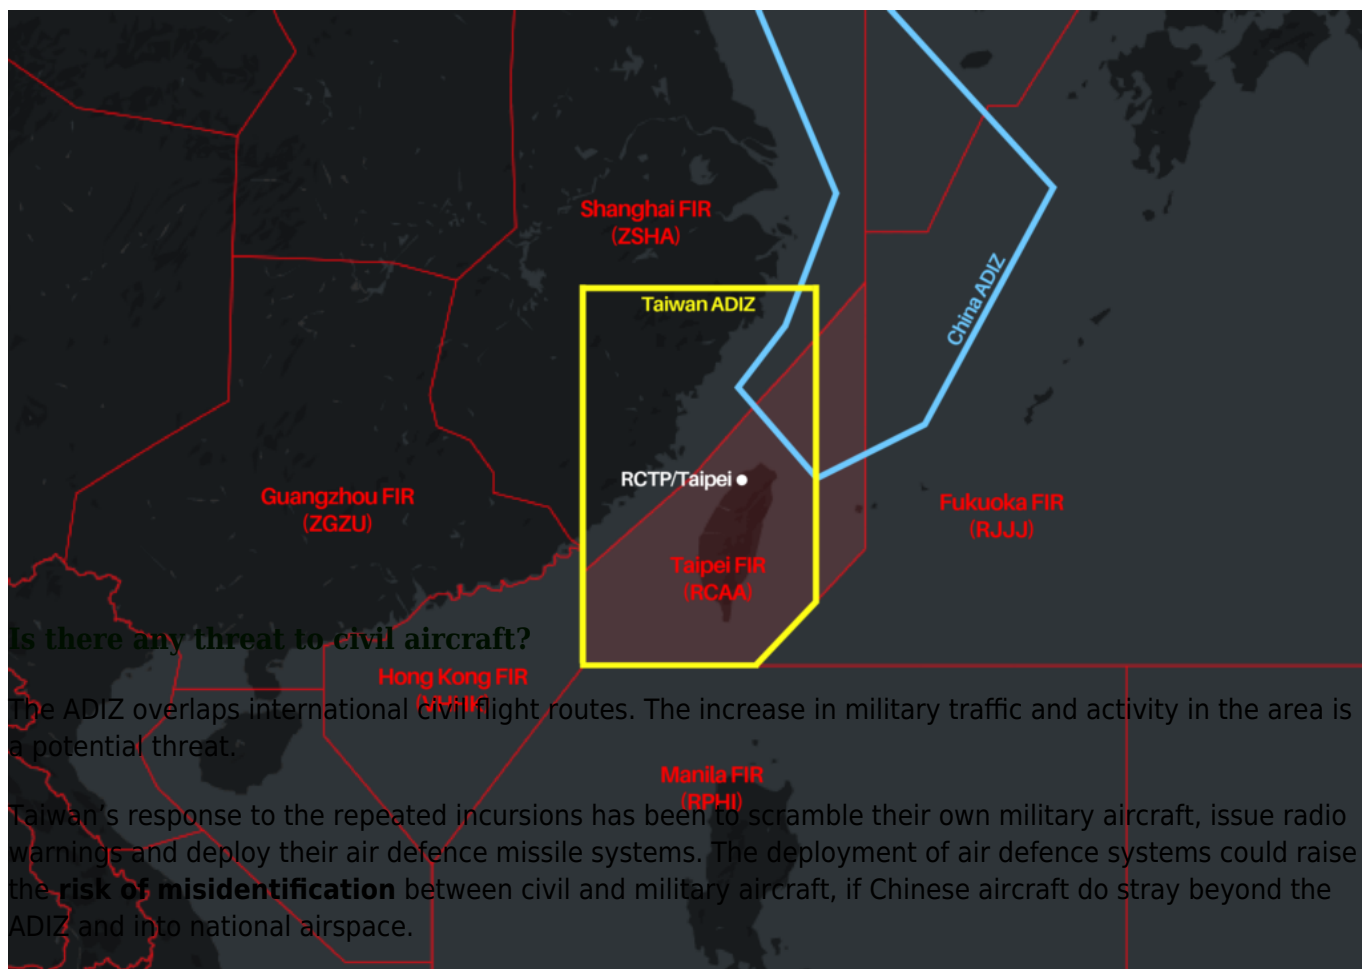 Shanghai FIR
(ZSHA)
Taiwan ADIZ
China ADIZ
RCTP/Taipei
Guangzhou FIR
(ZGZU)
Fukuoka FIR
(RJJJ)
Taipei FIR
(RCAA)
Is there any threat to civil aircraft?
Hong Kong FIR
(VHHK)
The ADIZ overlaps international civil flight routes. The increase in military traffic and activity in the area is
a potential threat.
Manila FIR
(RPHI)
Taiwan’s response to the repeated incursions has been to scramble their own military aircraft, issue radio
warnings and deploy their air defence missile systems. The deployment of air defence systems could raise
the risk of misidentification between civil and military aircraft, if Chinese aircraft do stray beyond the
ADIZ and into national airspace.